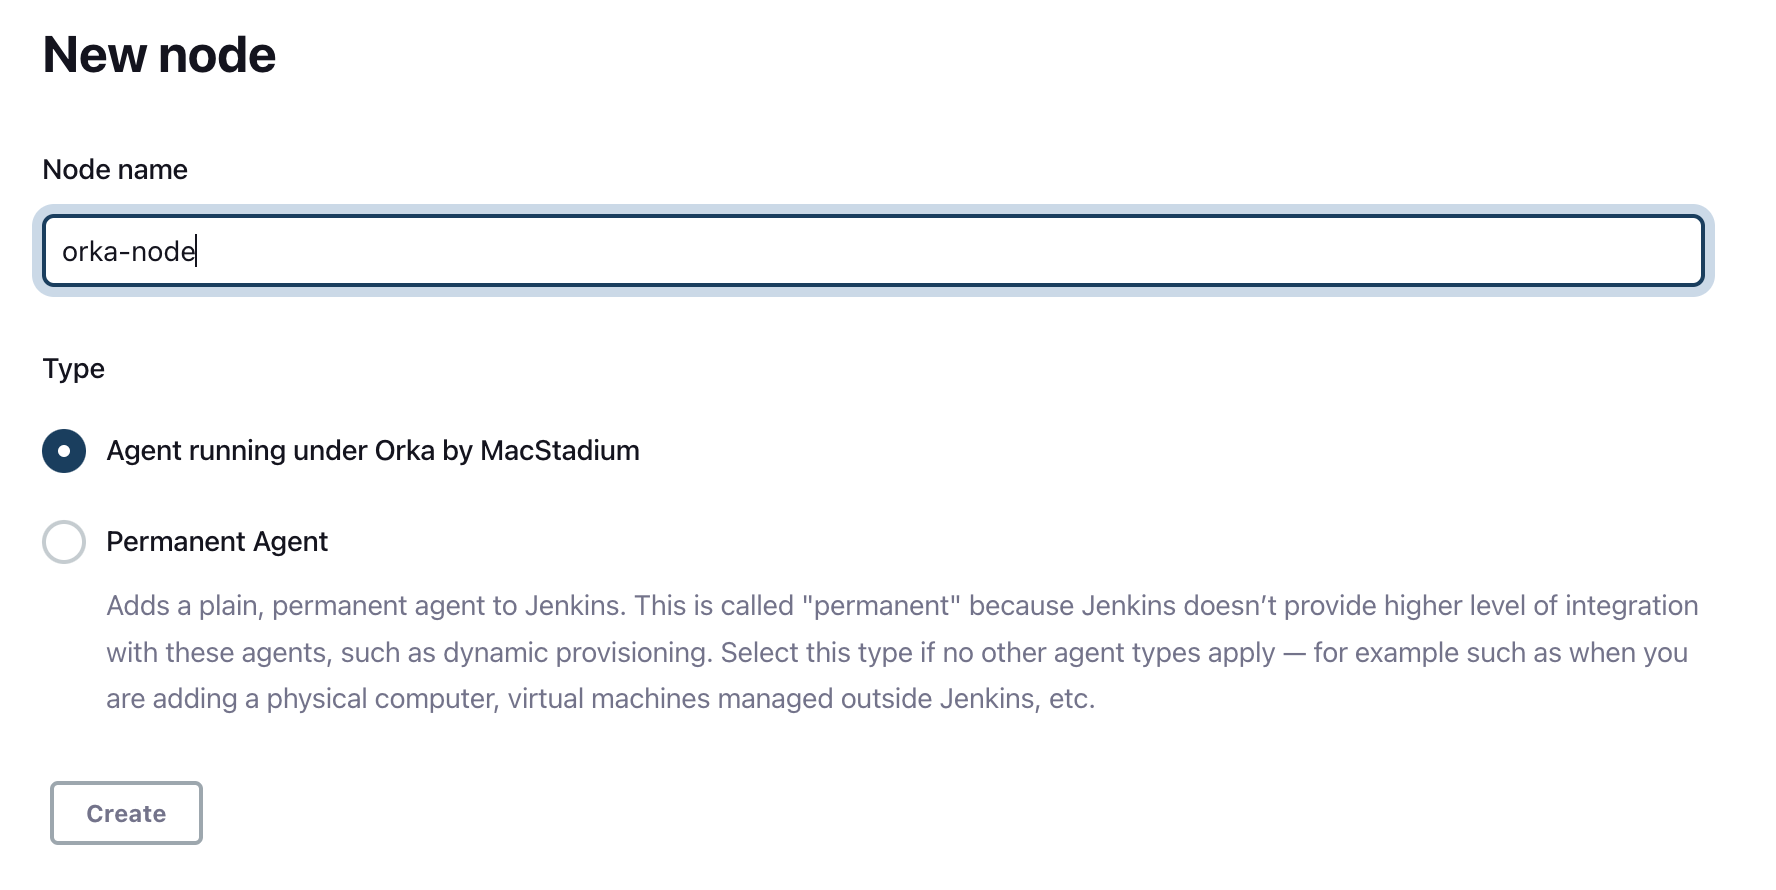 New node
Node name
orka-node
Type
Agent running under Orka by MacStadium
Permanent Agent
Adds a plain, permanent agent to Jenkins. This is called "permanent" because Jenkins doesn’t provide higher level of integration
with these agents, such as dynamic provisioning. Select this type if no other agent types apply — for example such as when you
are adding a physical computer, virtual machines managed outside Jenkins, etc.
Create